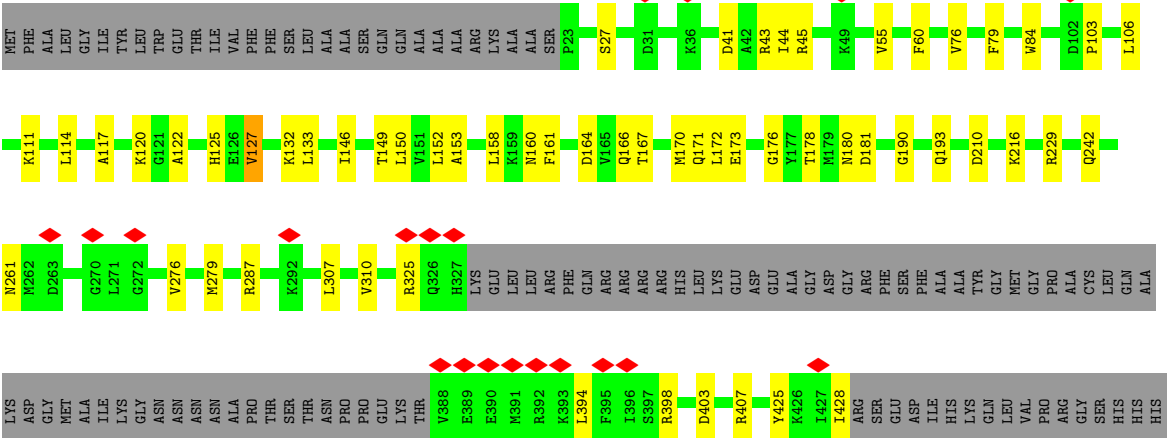 MET PHE ALA LEU GLY ILE TYR LEU TRP GLU THR ILE VAL PHE PHE SER LEU ALA ALA SER GLN GLN ALA ALA ALA ARG LYS ALA ALA SER P23 S27 D31 K36 D41 A42 R43 I44 R45 K49 V55 F60 V76 F79 W84 D102 P103 L106
K111 L114 A117 K120 G121 A122 H125 E126 V127 K132 L133 I146 T149 L150 V151 L152 A153 L158 K159 N160 F161 D164 V165 Q166 T167 M170 Q171 L172 E173 G176 Y177 T178 M179 N180 D181 G190 Q193 D210 K216 R229 Q242
N261 M262 D263 G270 L271 G272 V276 M279 R287 K292 L307 V310 R325 Q326 H327 LYS GLU LEU LEU ARG PHE GLN ARG ARG ARG ARG HIS LEU LYS GLU ASP GLU ALA GLY ASP GLY ARG PHE SER PHE ALA ALA TYR GLY MET GLY PRO ALA CYS LEU GLN ALA
LYS ASP GLY MET ALA ILE LYS GLY ASN ASN ASN ASN ALA PRO THR SER THR ASN PRO PRO GLU LYS THR V388 E389 E390 M391 R392 K393 L394 F395 I396 S397 R398 D403 R407 Y425 K426 I427 I428 ARG SER GLU ASP ILE HIS LYS GLN LEU VAL PRO ARG GLY SER HIS HIS HIS